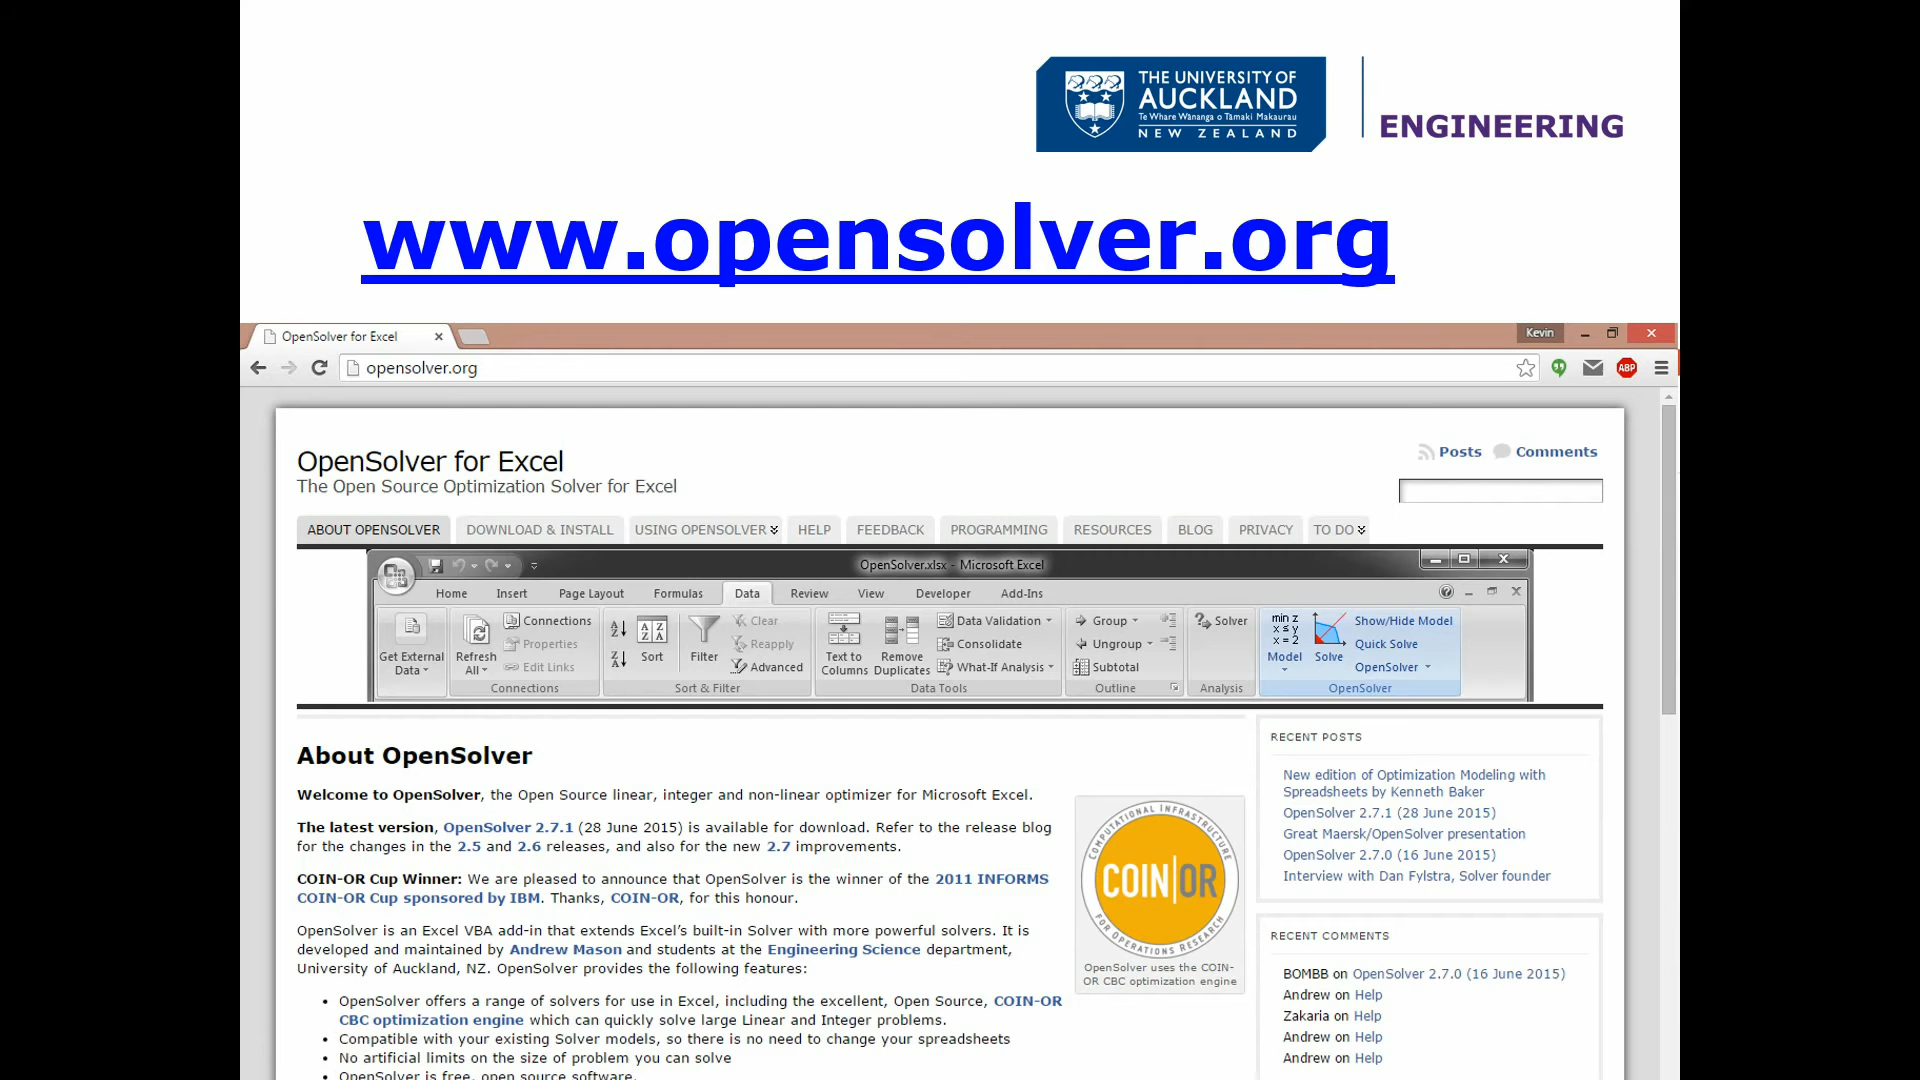 THE UNIVERSITY OF
AUCKLAND
Te Whare Wānanga o Tāmaki Makaurau
NEW ZEALAND
ENGINEERING
www.opensolver.org
OpenSolver for Excel
Kevin
opensolver.org
ABP
OpenSolver for Excel
The Open Source Optimization Solver for Excel
Posts Comments
ABOUT OPENSOLVER DOWNLOAD & INSTALL USING OPENSOLVER HELP FEEDBACK PROGRAMMING RESOURCES BLOG PRIVACY TO DO
OpenSolver.xlsx - Microsoft Excel
Home Insert Page Layout Formulas Data Review View Developer Add-Ins
Get External
Data
Refresh
All
Connections
Properties
Edit Links
Connections
A Z
Z A
A Z
Z A
Sort
Filter
Clear
Reapply
Advanced
Sort & Filter
Text to
Columns
Remove
Duplicates
Data Validation
Consolidate
What-If Analysis
Data Tools
Group
Ungroup
Subtotal
Outline
Solver
Analysis
min z
x ≤ y
x = 2
Model
Solve
Show/Hide Model
Quick Solve
OpenSolver
OpenSolver
About OpenSolver
Welcome to OpenSolver, the Open Source linear, integer and non-linear optimizer for Microsoft Excel.
The latest version, OpenSolver 2.7.1 (28 June 2015) is available for download. Refer to the release blog
for the changes in the 2.5 and 2.6 releases, and also for the new 2.7 improvements.
COIN-OR Cup Winner: We are pleased to announce that OpenSolver is the winner of the 2011 INFORMS
COIN-OR Cup sponsored by IBM. Thanks, COIN-OR, for this honour.
OpenSolver is an Excel VBA add-in that extends Excel's built-in Solver with more powerful solvers. It is
developed and maintained by Andrew Mason and students at the Engineering Science department,
University of Auckland, NZ. OpenSolver provides the following features:
• OpenSolver offers a range of solvers for use in Excel, including the excellent, Open Source, COIN-OR
CBC optimization engine which can quickly solve large Linear and Integer problems.
• Compatible with your existing Solver models, so there is no need to change your spreadsheets
• No artificial limits on the size of problem you can solve
• OpenSolver is free, open source software.
COMPUTATIONAL INFRASTRUCTURE
COIN|OR
FOR OPERATIONS RESEARCH
OpenSolver uses the COIN-
OR CBC optimization engine
RECENT POSTS
New edition of Optimization Modeling with
Spreadsheets by Kenneth Baker
OpenSolver 2.7.1 (28 June 2015)
Great Maersk/OpenSolver presentation
OpenSolver 2.7.0 (16 June 2015)
Interview with Dan Fylstra, Solver founder
RECENT COMMENTS
BOMBB on OpenSolver 2.7.0 (16 June 2015)
Andrew on Help
Zakaria on Help
Andrew on Help
Andrew on Help